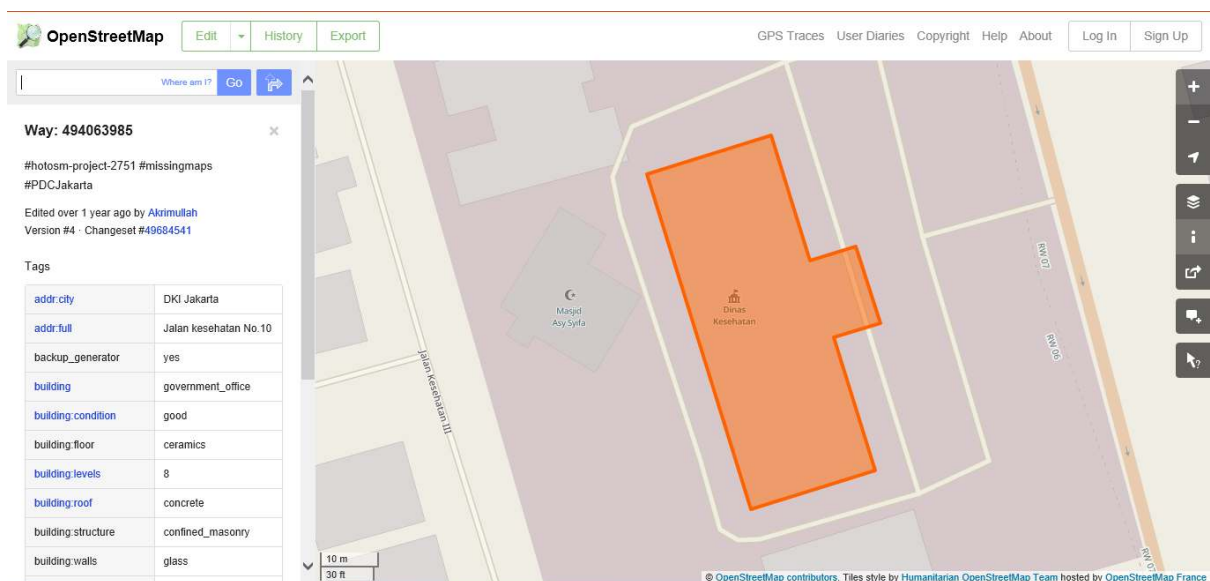 OpenStreetMap
Edit
History
Export
GPS Traces User Diaries Copyright Help About
Log In
Sign Up
Where am I?
Go
Way: 494063985
×
#hotosm-project-2751 #missingmaps
#PDCJakarta
Edited over 1 year ago by Akrimullah
Version #4 · Changeset #49684541
Tags
addr:city DKI Jakarta
addr:full Jalan kesehatan No.10
backup_generator yes
building government_office
building:condition good
building:floor ceramics
building:levels 8
building:roof concrete
building:structure confined_masonry
building:walls glass
Masjid
Asy Syifa
Dinas
Kesehatan
Jalan Kesehatan III
RW 07
RW 06
RW 07
10 m
30 ft
© OpenStreetMap contributors. Tiles style by Humanitarian OpenStreetMap Team hosted by OpenStreetMap France